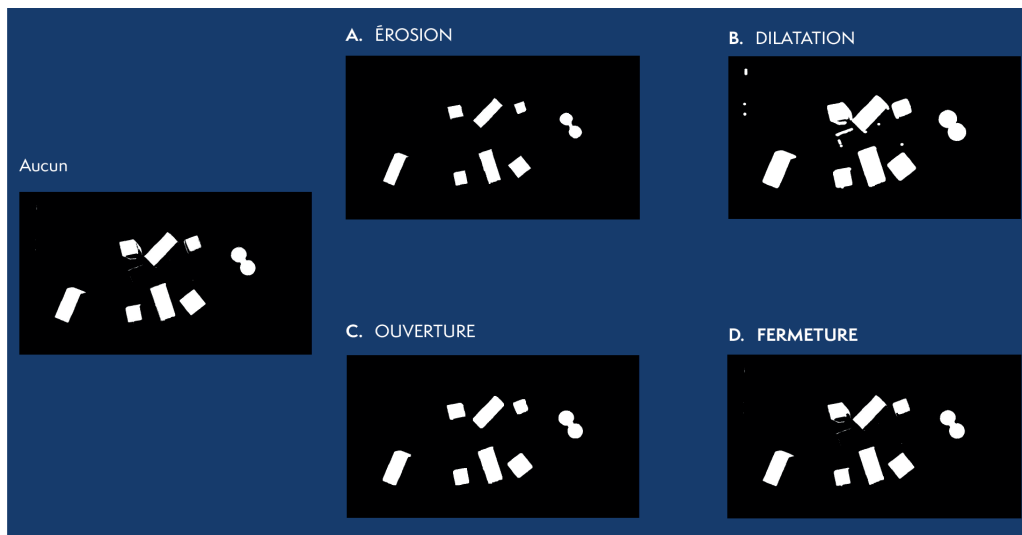 A. ÉROSION
B. DILATATION
Aucun
C. OUVERTURE
D. FERMETURE